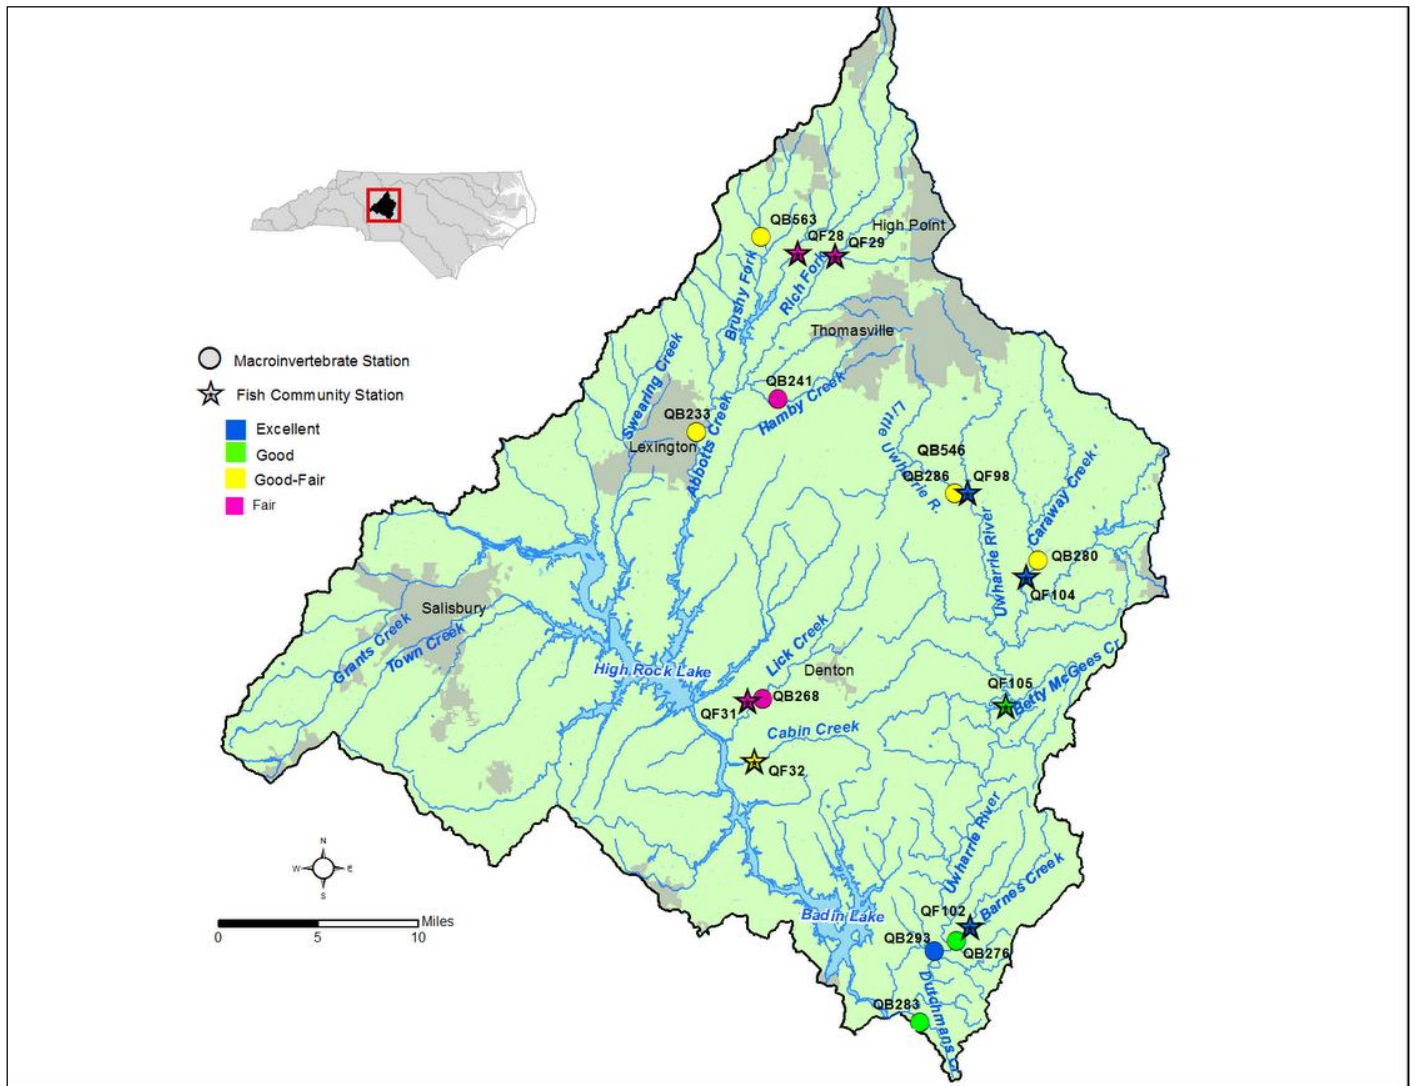 QB563
QF28
High Point
QF29
Brushy Fork
Rich Fork
Thomasville
Macroinvertebrate Station
Fish Community Station
Excellent
Good
Good-Fair
Fair
Swearing Creek
QB241
Hamby Creek
QB233
Lexington
Abbotts Creek
Little
Uwharrie R.
QB546
QB286
QF98
Caraway Creek
QB280
Uwharrie River
QF104
Salisbury
Grants Creek
Town Creek
High Rock Lake
Lick Creek
Denton
QF105
Betty McGees Cr
QB268
QF31
Cabin Creek
QF32
N
W
E
S
0
5
10
Miles
Uwharrie River
Barnes Creek
QF102
Badin Lake
QB293
QB276
QB283
Dutchmans Cr